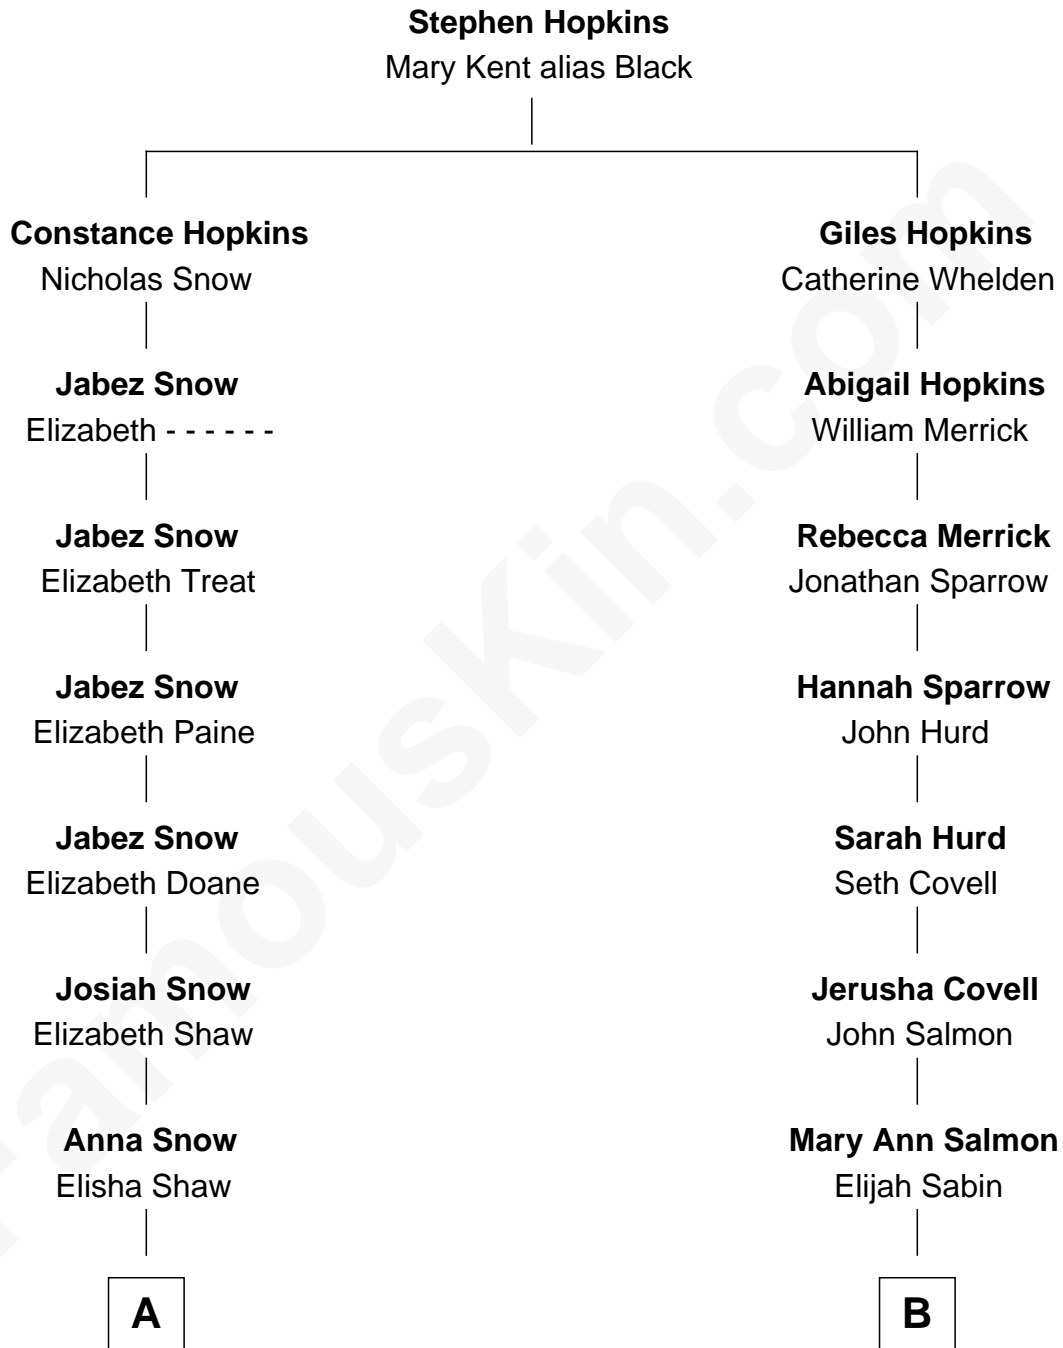 Stephen Hopkins
Mary Kent alias Black
Constance Hopkins
Nicholas Snow
Giles Hopkins
Catherine Whelden
Jabez Snow
Elizabeth - - - - - -
Abigail Hopkins
William Merrick
Jabez Snow
Elizabeth Treat
Rebecca Merrick
Jonathan Sparrow
Jabez Snow
Elizabeth Paine
Hannah Sparrow
John Hurd
Jabez Snow
Elizabeth Doane
Sarah Hurd
Seth Covell
Josiah Snow
Elizabeth Shaw
Jerusha Covell
John Salmon
Anna Snow
Elisha Shaw
Mary Ann Salmon
Elijah Sabin
A
B
FamousKin.com